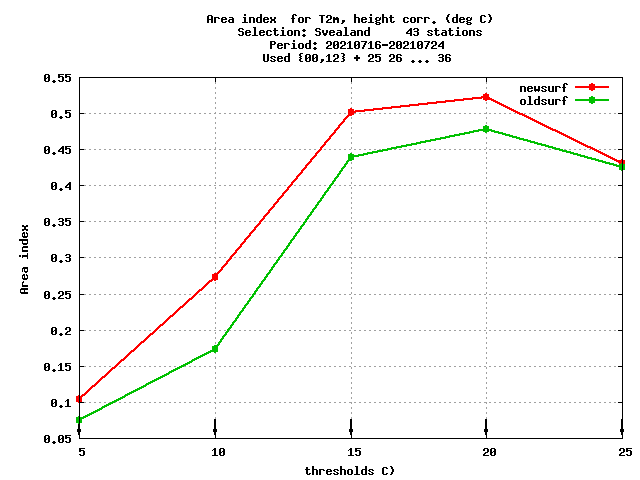 Area index  for T2m, height corr. (deg C)
Selection: Svealand     43 stations
Period: 20210716-20210724
Used {00,12} + 25 26 ... 36
newsurf
oldsurf
Area index
0.55
0.5
0.45
0.4
0.35
0.3
0.25
0.2
0.15
0.1
0.05
5 10 15 20 25
thresholds C)